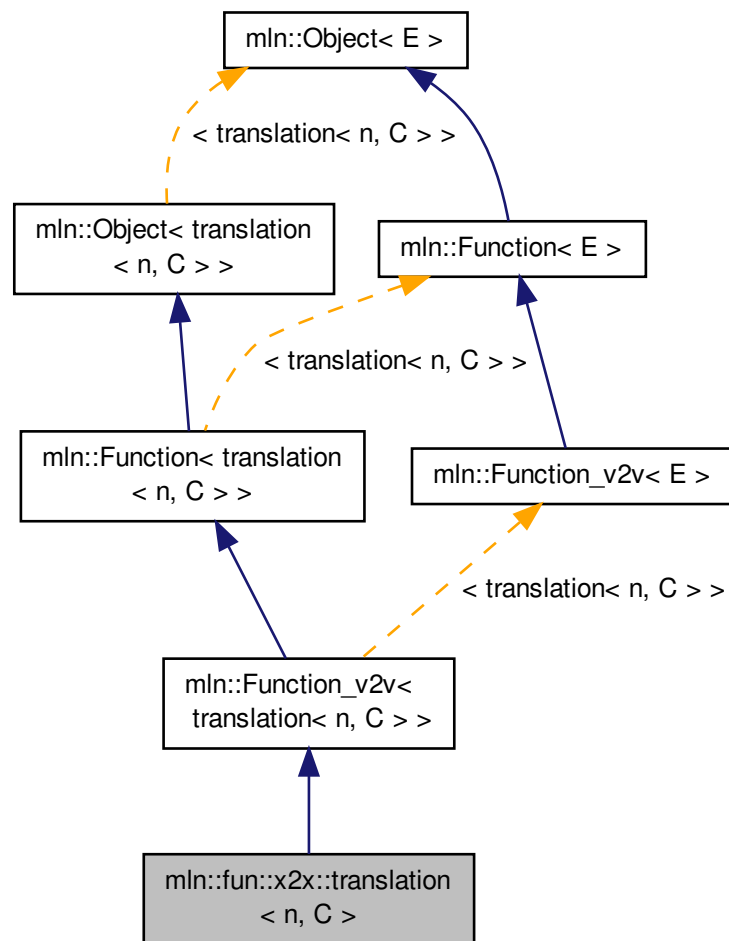 mln::Object< E >
< translation< n, C > >
mln::Object< translation
< n, C > >
mln::Function< E >
< translation< n, C > >
mln::Function< translation
< n, C > >
mln::Function_v2v< E >
< translation< n, C > >
mln::Function_v2v<
translation< n, C > >
mln::fun::x2x::translation
< n, C >